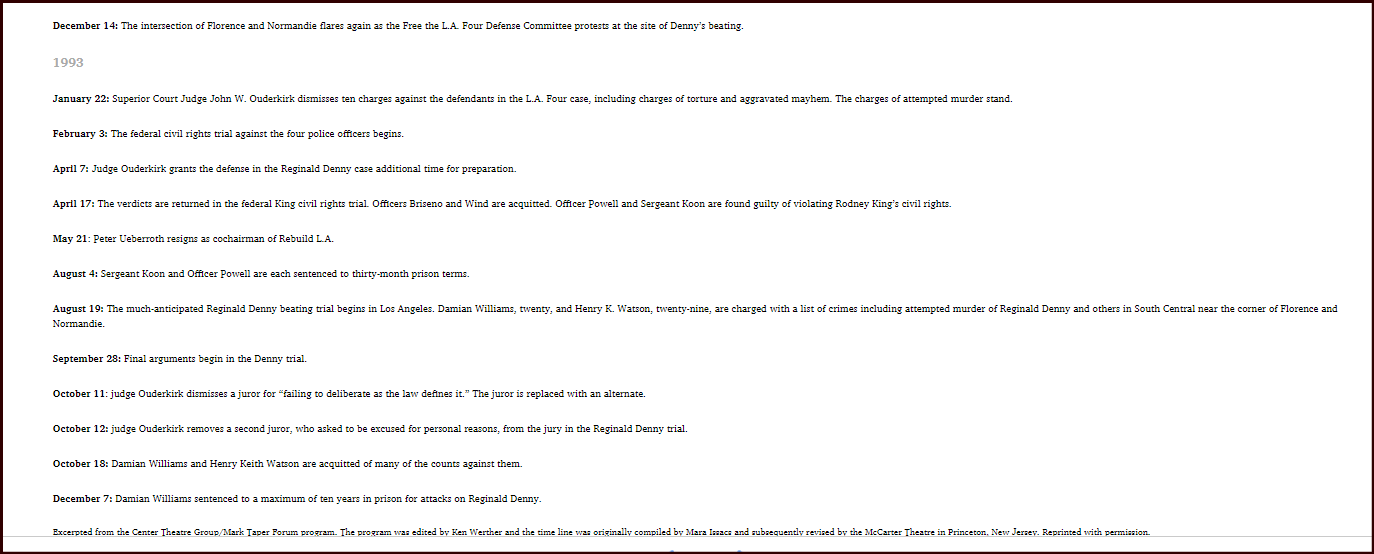 December 14: The intersection of Florence and Normandie flares again as the Free the L.A. Four Defense Committee protests at the site of Denny's beating.
1993
January 22: Superior Court Judge John W. Ouderkirk dismisses ten charges against the defendants in the L.A. Four case, including charges of torture and aggravated mayhem. The charges of attempted murder stand.
February 3: The federal civil rights trial against the four police officers begins.
April 7: Judge Ouderkirk grants the defense in the Reginald Denny case additional time for preparation.
April 17: The verdicts are returned in the federal King civil rights trial. Officers Briseno and Wind are acquitted. Officer Powell and Sergeant Koon are found guilty of violating Rodney King's civil rights.
May 21: Peter Ueberroth resigns as cochairman of Rebuild L.A.
August 4: Sergeant Koon and Officer Powell are each sentenced to thirty-month prison terms.
August 19: The much-anticipated Reginald Denny beating trial begins in Los Angeles. Damian Williams, twenty, and Henry K. Watson, twenty-nine, are charged with a list of crimes including attempted murder of Reginald Denny and others in South Central near the corner of Florence and
Normandie.
September 28: Final arguments begin in the Denny trial.
October 11: judge Ouderkirk dismisses a juror for “failing to deliberate as the law defines it.” The juror is replaced with an alternate.
October 12: judge Ouderkirk removes a second juror, who asked to be excused for personal reasons, from the jury in the Reginald Denny trial.
October 18: Damian Williams and Henry Keith Watson are acquitted of many of the counts against them.
December 7: Damian Williams sentenced to a maximum of ten years in prison for attacks on Reginald Denny.
Excerpted from the Center Theatre Group/Mark Taper Forum program. The program was edited by Ken Werther and the time line was originally compiled by Mara Issacs and subsequently revised by the McCarter Theatre in Princeton, New Jersey. Reprinted with permission.